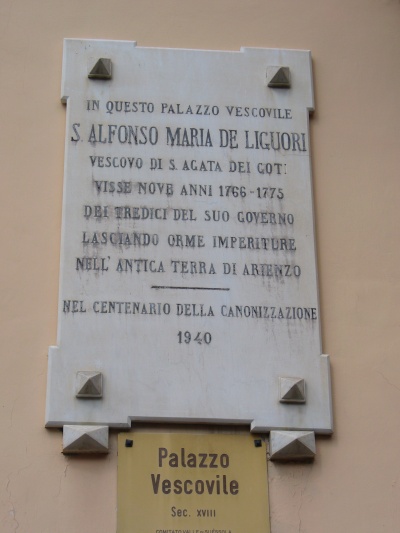 IN QUESTO PALAZZO VESCOVILE
S. ALFONSO MARIA DE LIGUORI
VESCOVO DI S. AGATA DEI GOTI
VISSE NOVE ANNI 1766-1775
DEI TREDICI DEL SUO GOVERNO
LASCIANDO ORME IMPERITURE
NELL'ANTICA TERRA DI ARIENZO
NEL CENTENARIO DELLA CANONIZZAZIONE
1940
Palazzo
Vescovile
Sec. XVIII
COMITATO VALLE